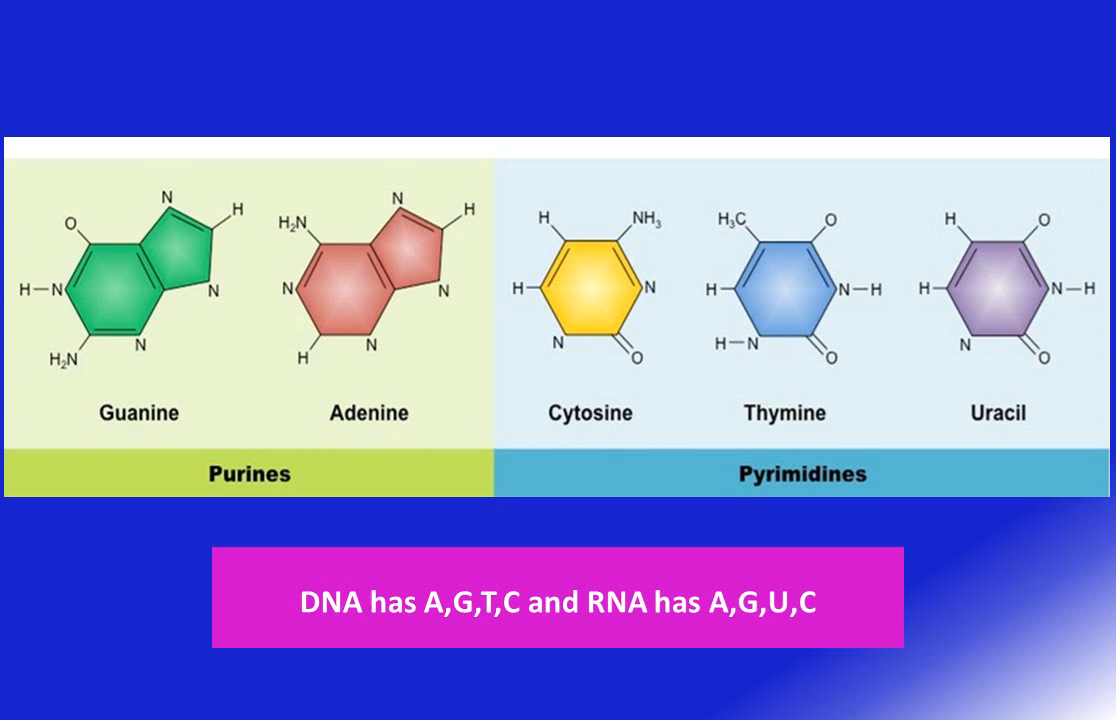 N
H
O
H–N
N
H₂N
N
Guanine
N
H
H₂N
N
N
H
N
Adenine
H
NH₃
H
N
N
O
Cytosine
H₃C
O
H
N–H
H–N
O
Thymine
H
O
H
N–H
N
O
Uracil
Purines
Pyrimidines
DNA has A,G,T,C and RNA has A,G,U,C